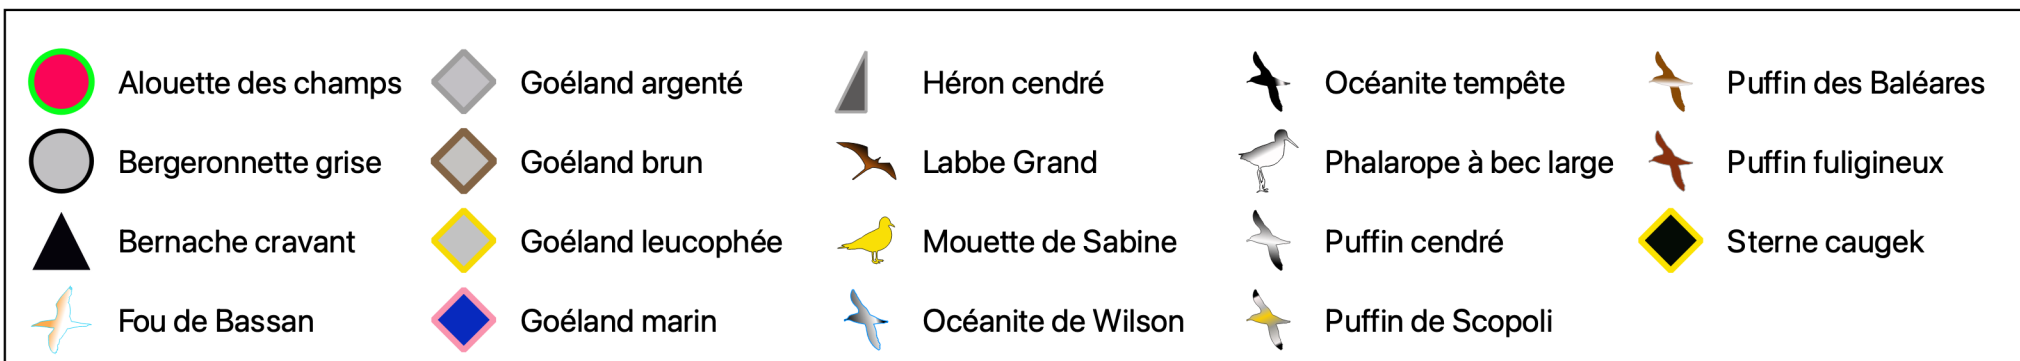 Alouette des champs
Bergeronnette grise
Bernache cravant
Fou de Bassan
Goéland argenté
Goéland brun
Goéland leucophée
Goéland marin
Héron cendré
Labbe Grand
Mouette de Sabine
Océanite de Wilson
Océanite tempête
Phalarope à bec large
Puffin cendré
Puffin de Scopoli
Puffin des Baléares
Puffin fuligineux
Sterne caugek